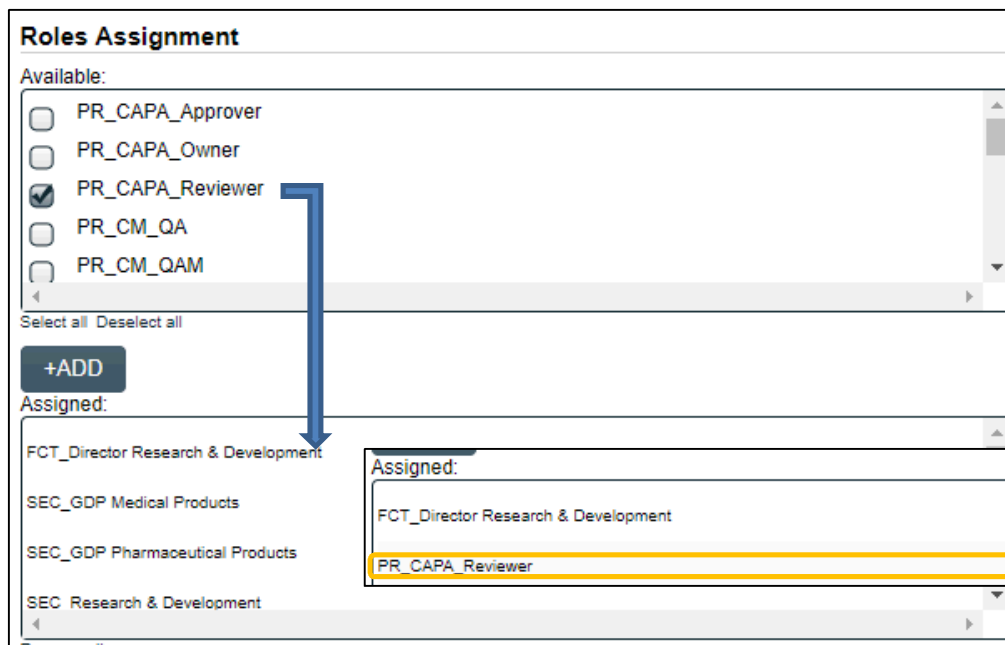 Roles Assignment
Available:
PR_CAPA_Approver
PR_CAPA_Owner
PR_CAPA_Reviewer
PR_CM_QA
PR_CM_QAM
Select all Deselect all
+ADD
Assigned:
FCT_Director Research & Development
SEC_GDP Medical Products
SEC_GDP Pharmaceutical Products
SEC_Research & Development
Assigned:
FCT_Director Research & Development
PR_CAPA_Reviewer